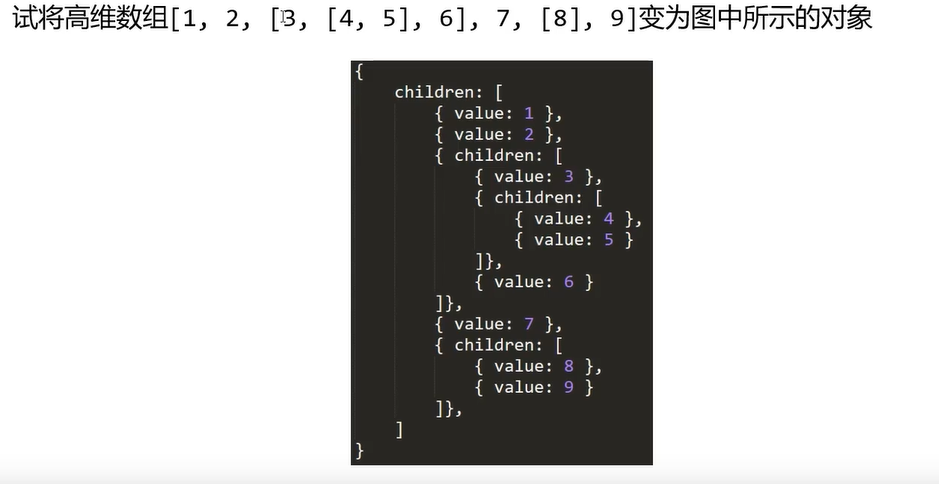 试将高维数组[1, 2, [3, [4, 5], 6], 7, [8], 9]变为图中所示的对象
{
    children: [
        { value: 1 },
        { value: 2 },
        { children: [
            { value: 3 },
            { children: [
                { value: 4 },
                { value: 5 }
            ]},
            { value: 6 }
        ]},
        { value: 7 },
        { children: [
            { value: 8 },
            { value: 9 }
        ]},
    ]
}